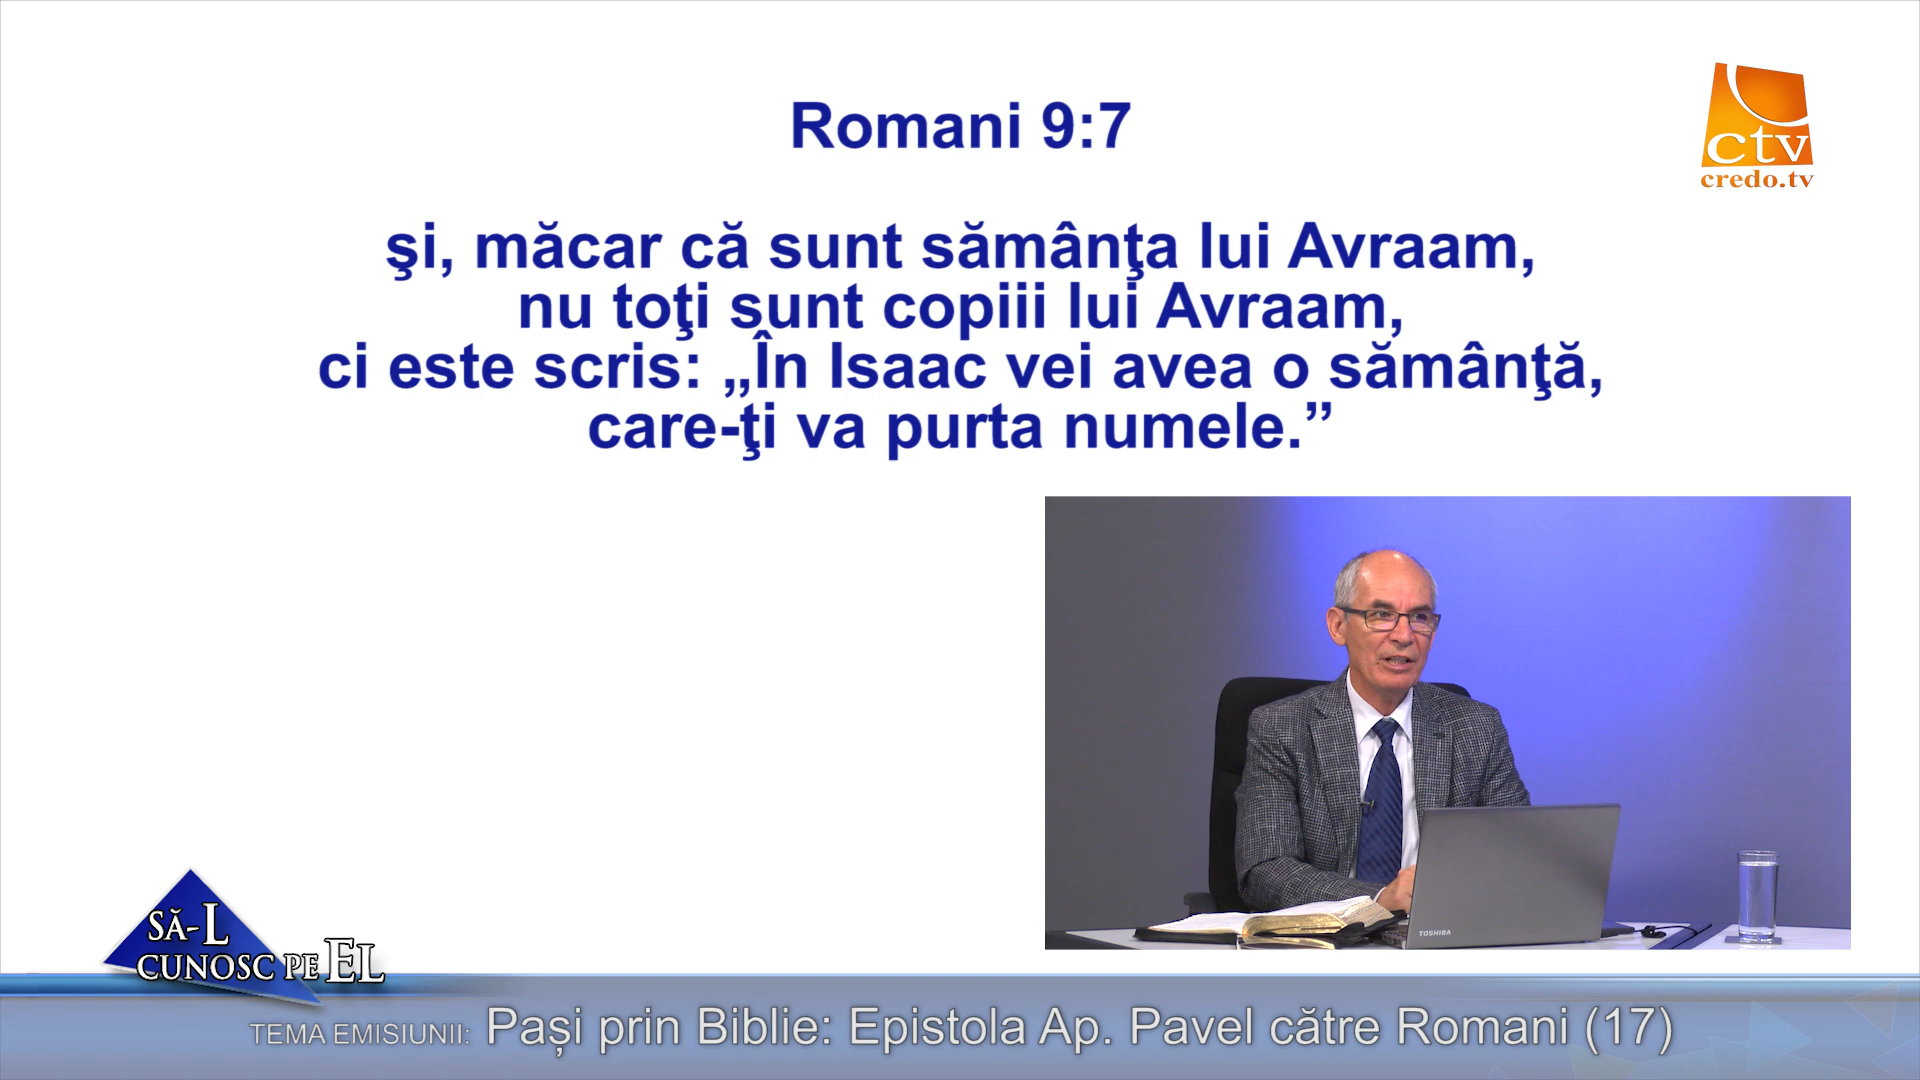 Romani 9:7
ctv
credo.tv
şi, măcar că sunt sămânţa lui Avraam,
nu toţi sunt copiii lui Avraam,
ci este scris: „În Isaac vei avea o sămânţă,
care-ţi va purta numele.”
TOSHIBA
SĂ-L
CUNOSC PE EL
TEMA EMISIUNII: Pași prin Biblie: Epistola Ap. Pavel către Romani (17)